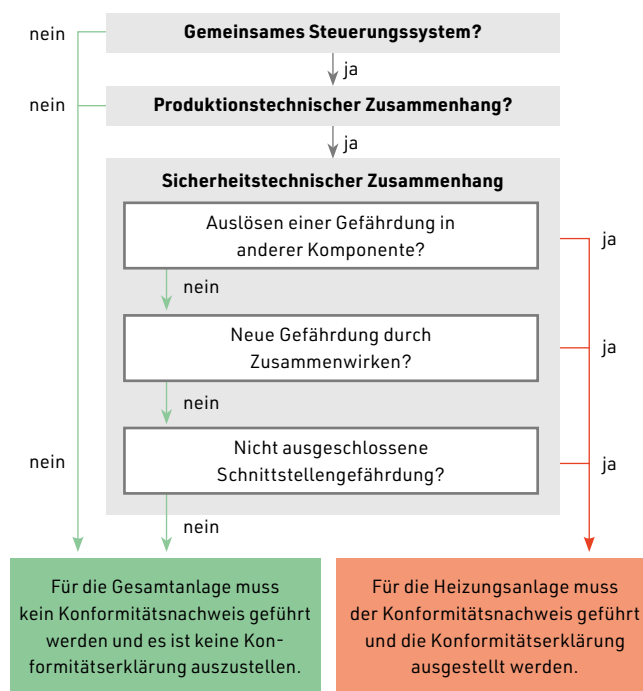 nein
Gemeinsames Steuerungssystem?
ja
nein
Produktionstechnischer Zusammenhang?
ja
Sicherheitstechnischer Zusammenhang
Auslösen einer Gefährdung in
anderer Komponente?
ja
nein
Neue Gefährdung durch
Zusammenwirken?
ja
nein
Nicht ausgeschlossene
Schnittstellengefährdung?
ja
nein
nein
Für die Gesamtanlage muss
kein Konformitätsnachweis geführt
werden und es ist keine Kon-
formitätserklärung auszustellen.
Für die Heizungsanlage muss
der Konformitätsnachweis geführt
und die Konformitätserklärung
ausgestellt werden.